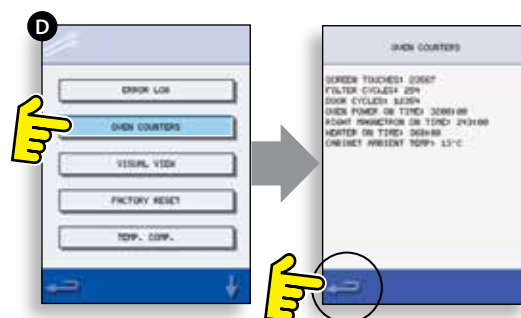 D
ERROR LOG
OVEN COUNTERS
VISUAL VIEW
FACTORY RESET
TEMP. COMP.
OVEN COUNTERS
SCREEN TOUCHES: 23567
FILTER CYCLES: 254
DOOR CYCLES: 12354
OVEN POWER ON TIME: 3200:00
RIGHT MAGNETRON ON TIME: 243:00
HEATER ON TIME: 360:00
CABINET AMBIENT TEMP: 13°C